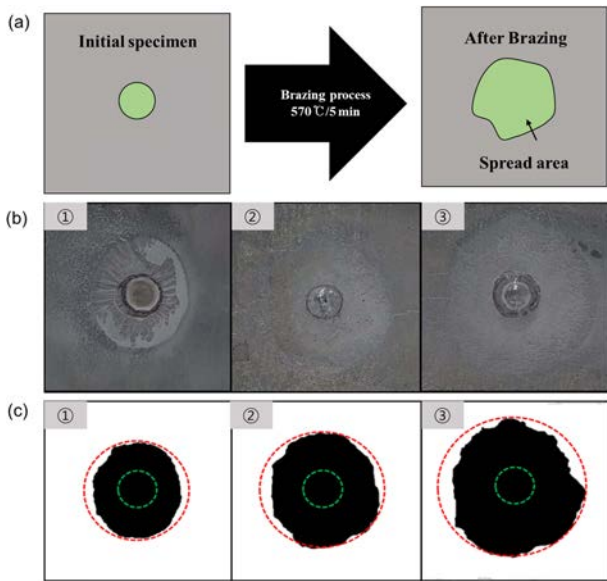 (a)
Initial specimen
Brazing process
570℃/5 min
After Brazing
Spread area
(b)
①
②
③
(c)
①
②
③